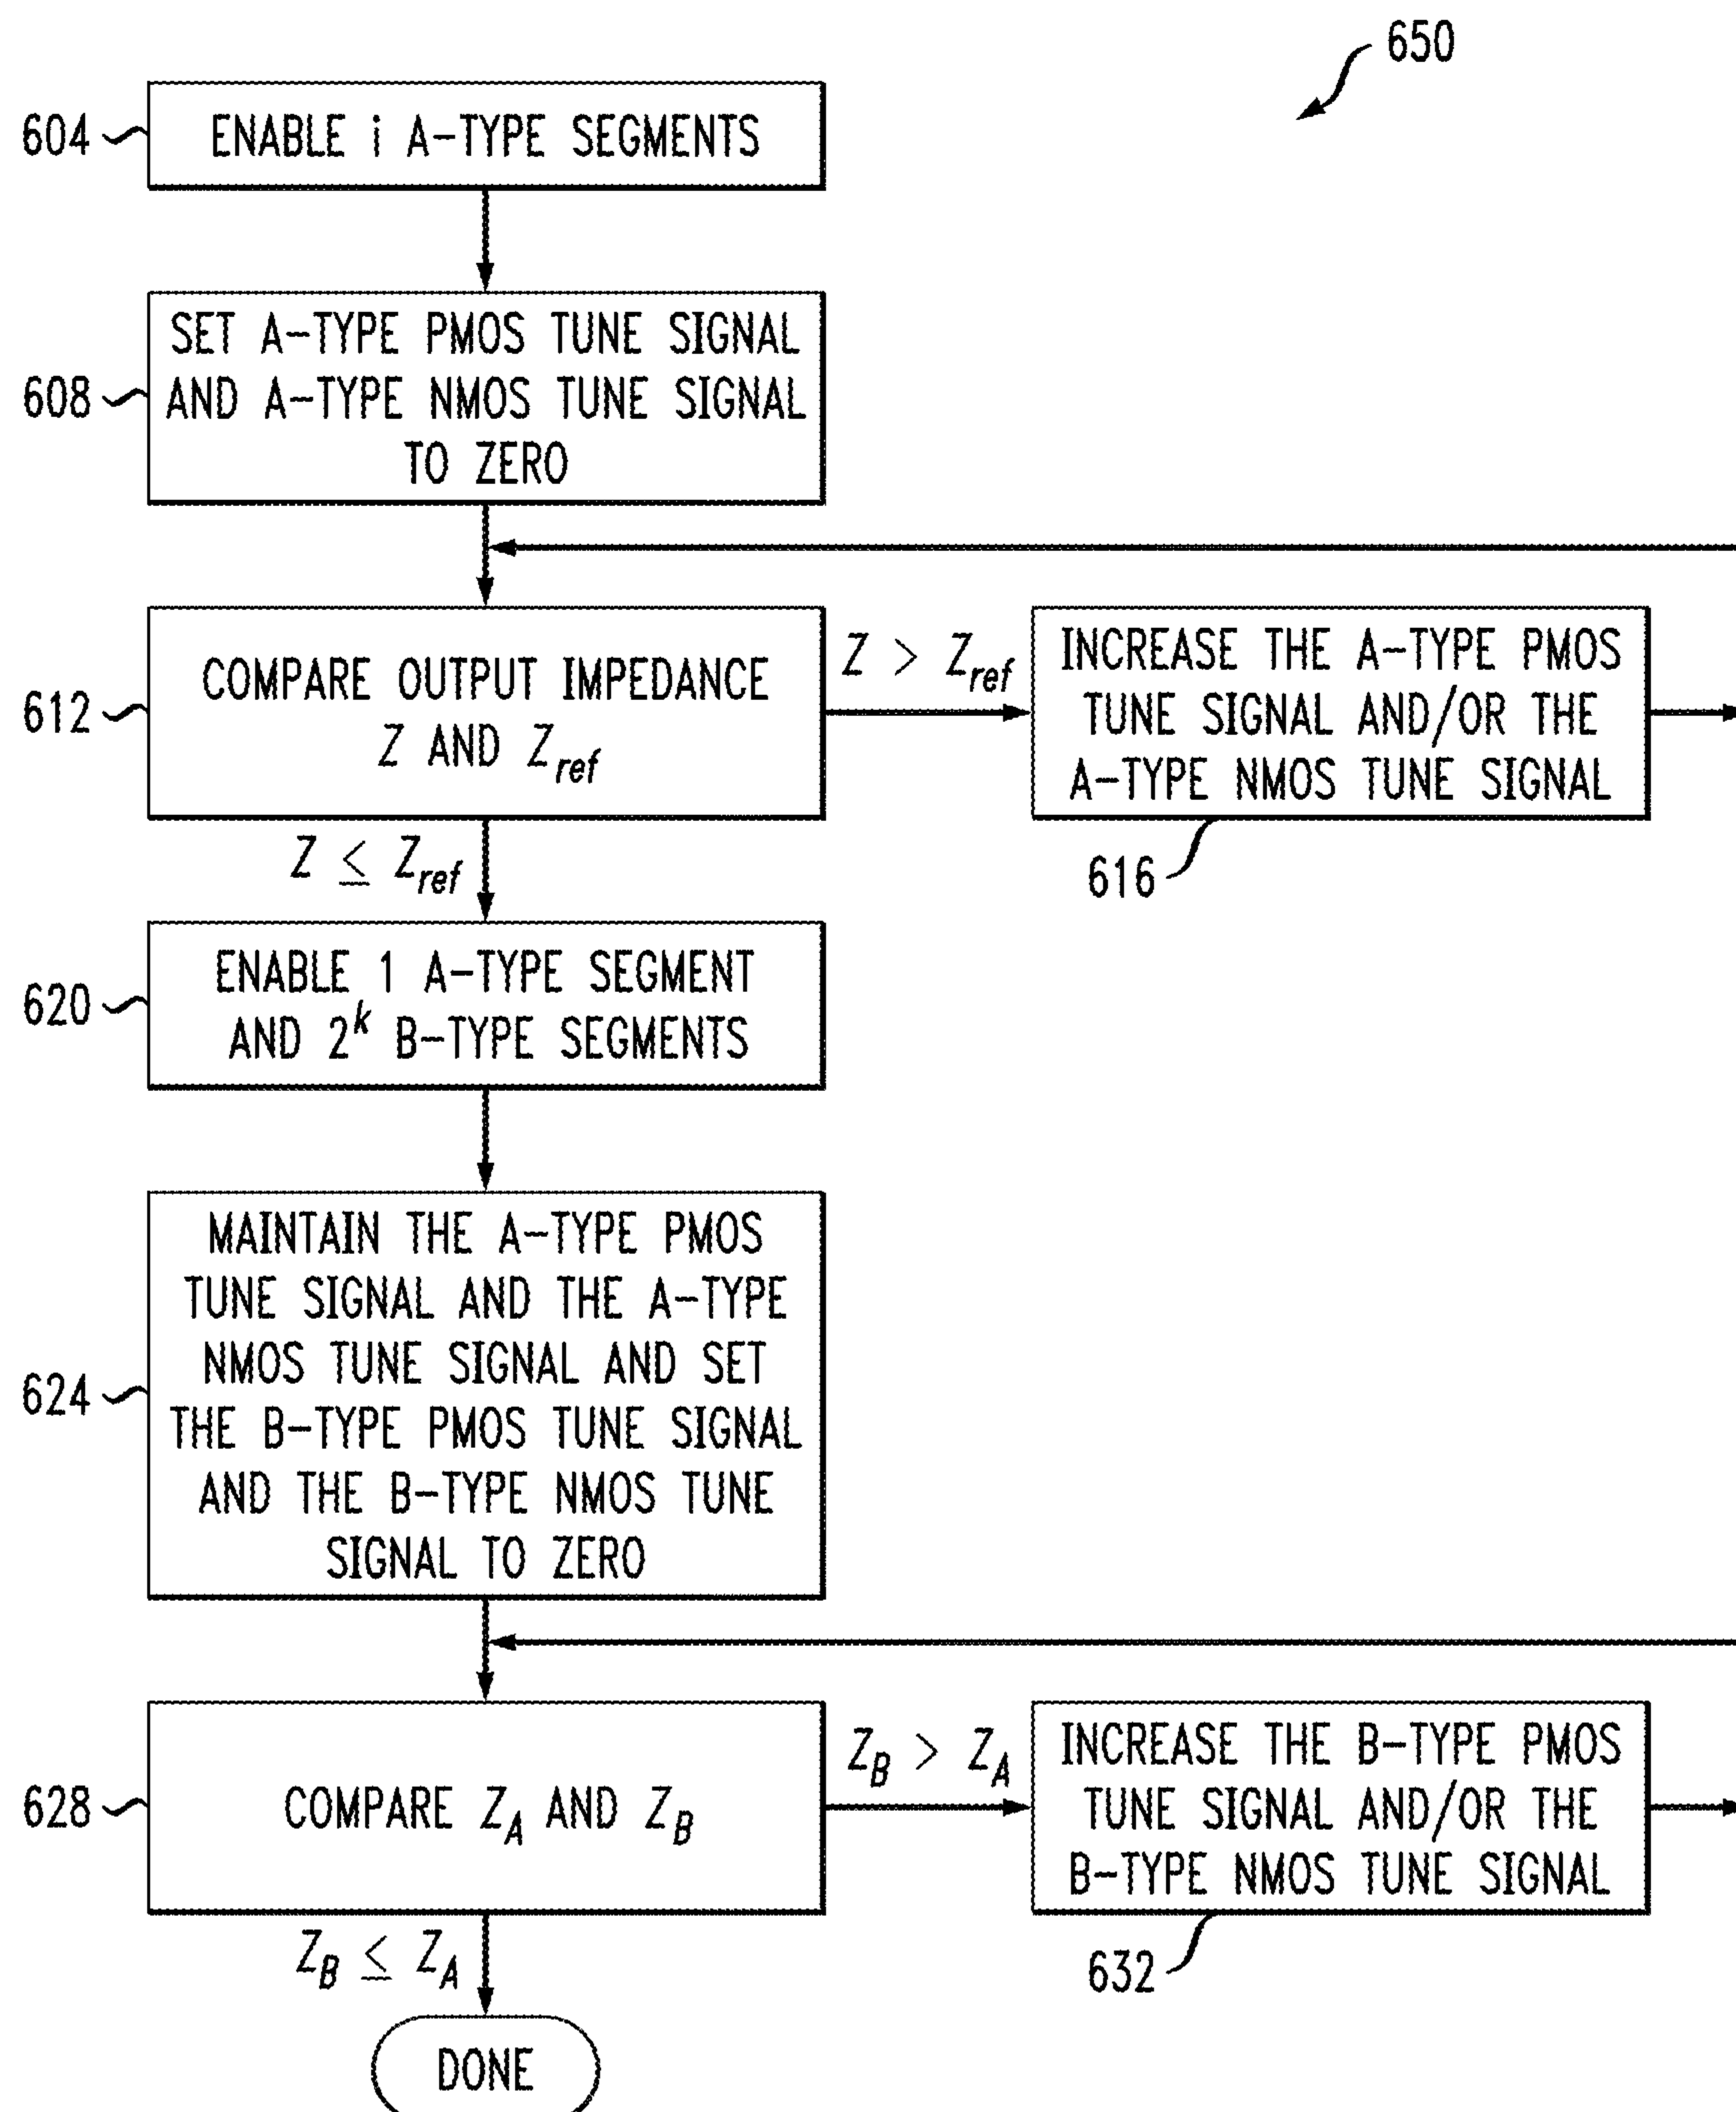 650
604
ENABLE i A-TYPE SEGMENTS
608
SET A-TYPE PMOS TUNE SIGNAL
AND A-TYPE NMOS TUNE SIGNAL
TO ZERO
612
COMPARE OUTPUT IMPEDANCE
Z AND Z_ref
Z > Z_ref
INCREASE THE A-TYPE PMOS
TUNE SIGNAL AND/OR THE
A-TYPE NMOS TUNE SIGNAL
616
Z ≤ Z_ref
620
ENABLE 1 A-TYPE SEGMENT
AND 2^k B-TYPE SEGMENTS
624
MAINTAIN THE A-TYPE PMOS
TUNE SIGNAL AND THE A-TYPE
NMOS TUNE SIGNAL AND SET
THE B-TYPE PMOS TUNE SIGNAL
AND THE B-TYPE NMOS TUNE
SIGNAL TO ZERO
628
COMPARE Z_A AND Z_B
Z_B > Z_A
INCREASE THE B-TYPE PMOS
TUNE SIGNAL AND/OR THE
B-TYPE NMOS TUNE SIGNAL
632
Z_B ≤ Z_A
DONE